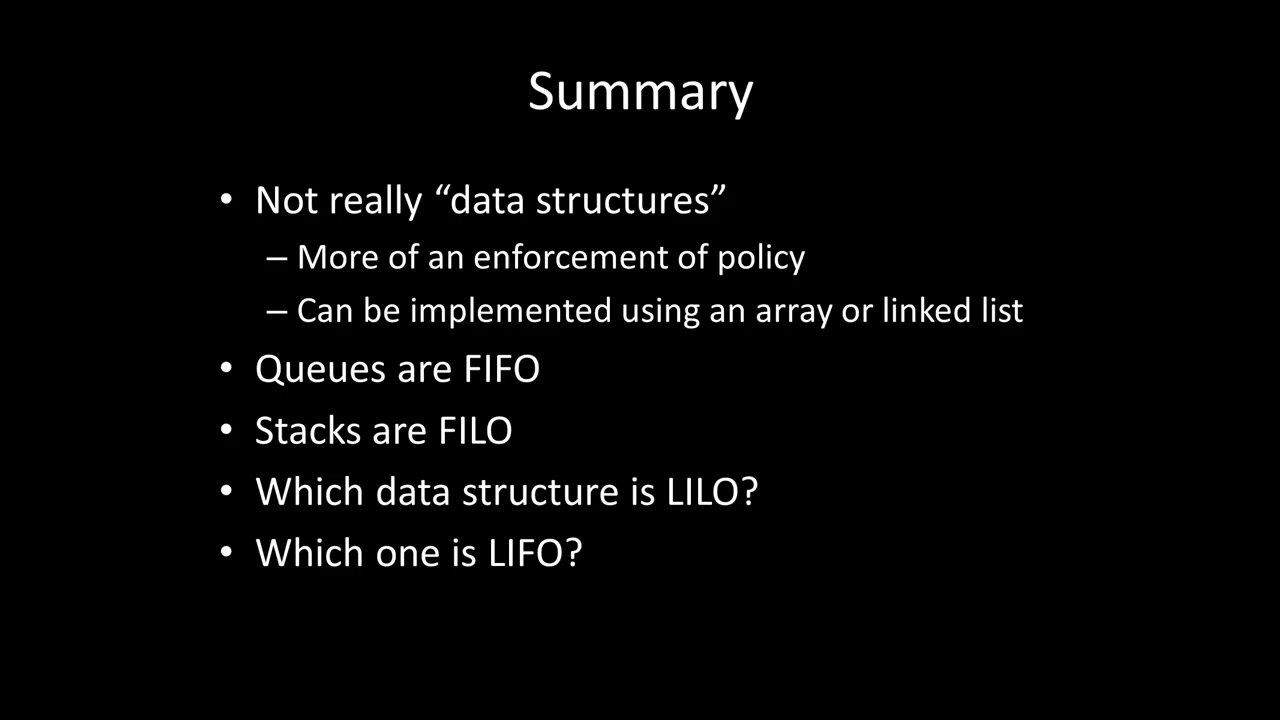 Summary
• Not really “data structures”
– More of an enforcement of policy
– Can be implemented using an array or linked list
• Queues are FIFO
• Stacks are FILO
• Which data structure is LILO?
• Which one is LIFO?